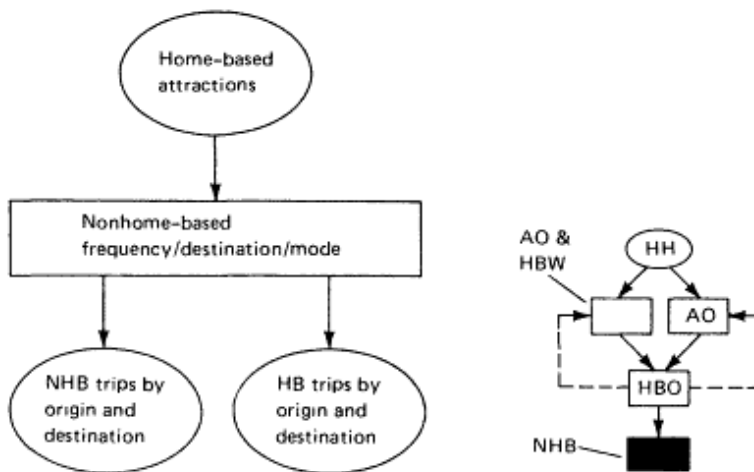 Home-based
attractions
Nonhome-based
frequency/destination/mode
NHB trips by
origin and
destination
HB trips by
origin and
destination
AO &
HBW
HH
AO
HBO
NHB